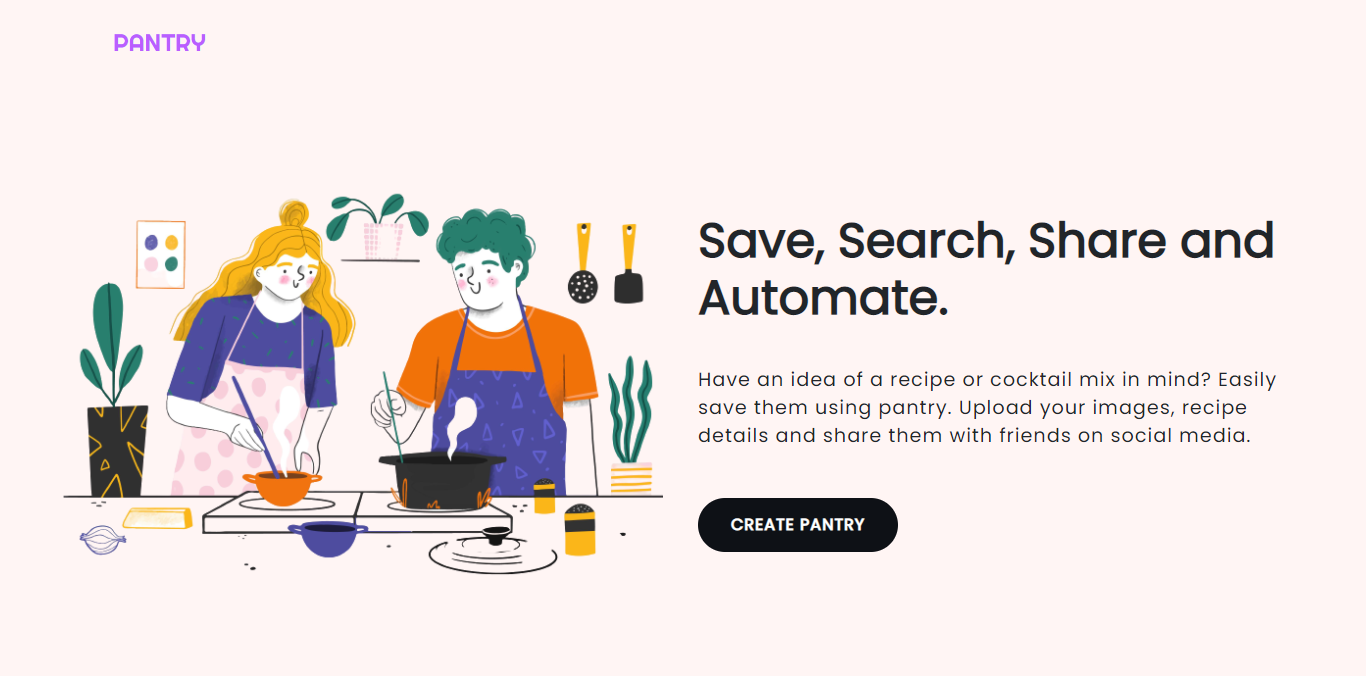 PANTRY
Save, Search, Share and
Automate.
Have an idea of a recipe or cocktail mix in mind? Easily
save them using pantry. Upload your images, recipe
details and share them with friends on social media.
CREATE PANTRY